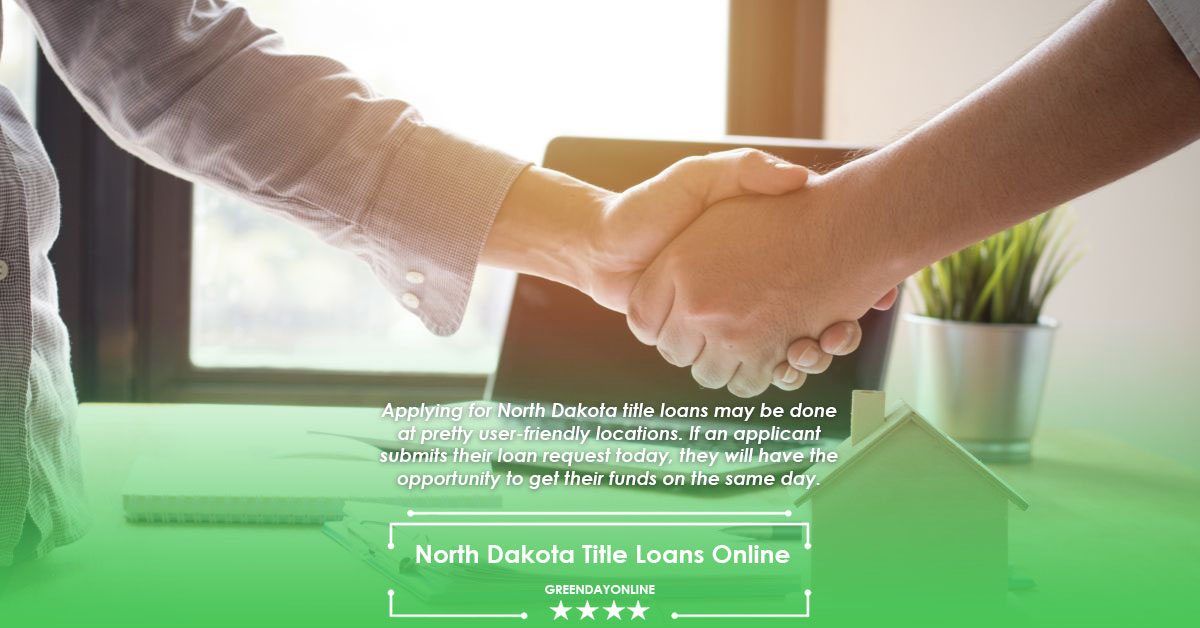 Applying for North Dakota title loans may be done
at pretty user-friendly locations. If an applicant
submits their loan request today, they will have the
opportunity to get their funds on the same day.
North Dakota Title Loans Online
GREENDAYONLINE